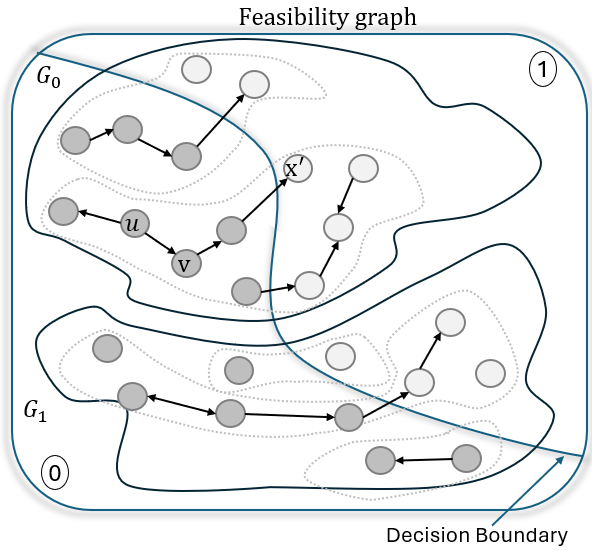 Feasibility graph
G₀
1
x′
u
v
G₁
0
Decision Boundary